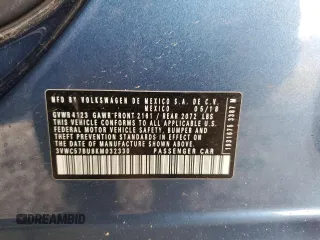 MFD BY VOLKSWAGEN DE MEXICO S.A. DE C.V.
MEXICO 05/18
GVWR 4123 GAWR FRONT 2161 / REAR 2072 LBS
THIS VEHICLE CONFORMS TO ALL APPLICABLE
FEDERAL MOTOR VEHICLE SAFETY, BUMPER AND
THEFT PREVENTION STANDARDS IN EFFECT ON
THE DATE OF MANUFACTURE SHOWN ABOVE.
PASSENGER CAR
AUTOBIDMASTER